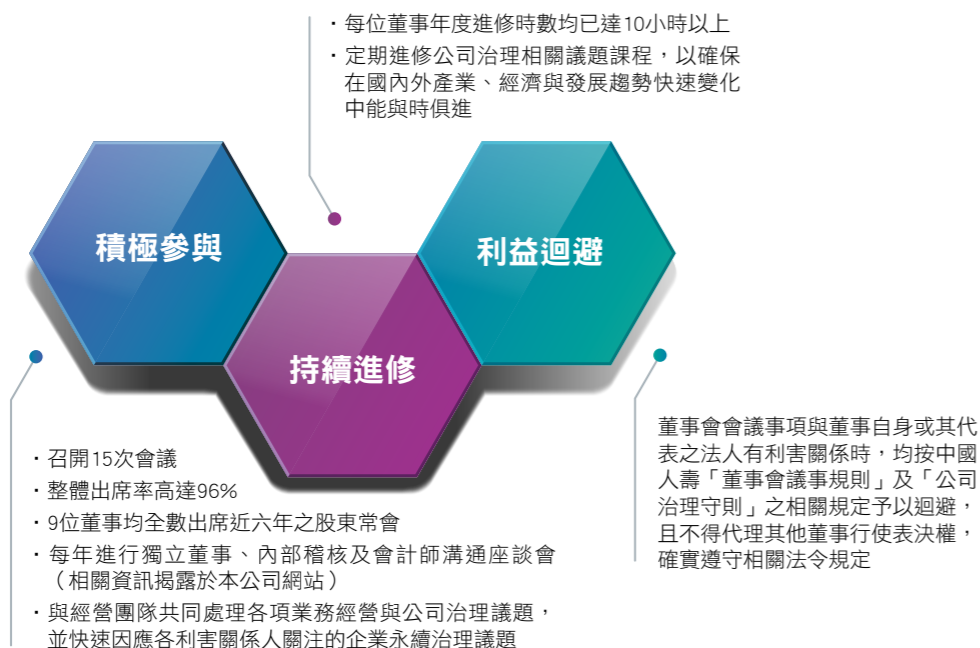 ・每位董事年度進修時數均已達10小時以上
・定期進修公司治理相關議題課程，以確保
在國內外產業、經濟與發展趨勢快速變化
中能與時俱進
積極參與
利益迴避
持續進修
・召開15次會議
・整體出席率高達96%
・9位董事均全數出席近六年之股東常會
・每年進行獨立董事、內部稽核及會計師溝通座談會
（相關資訊揭露於本公司網站）
・與經營團隊共同處理各項業務經營與公司治理議題，
並快速因應各利害關係人關注的企業永續治理議題
董事會會議事項與董事自身或其代
表之法人有利害關係時，均按中國
人壽「董事會議事規則」及「公司
治理守則」之相關規定予以迴避，
且不得代理其他董事行使表決權，
確實遵守相關法令規定